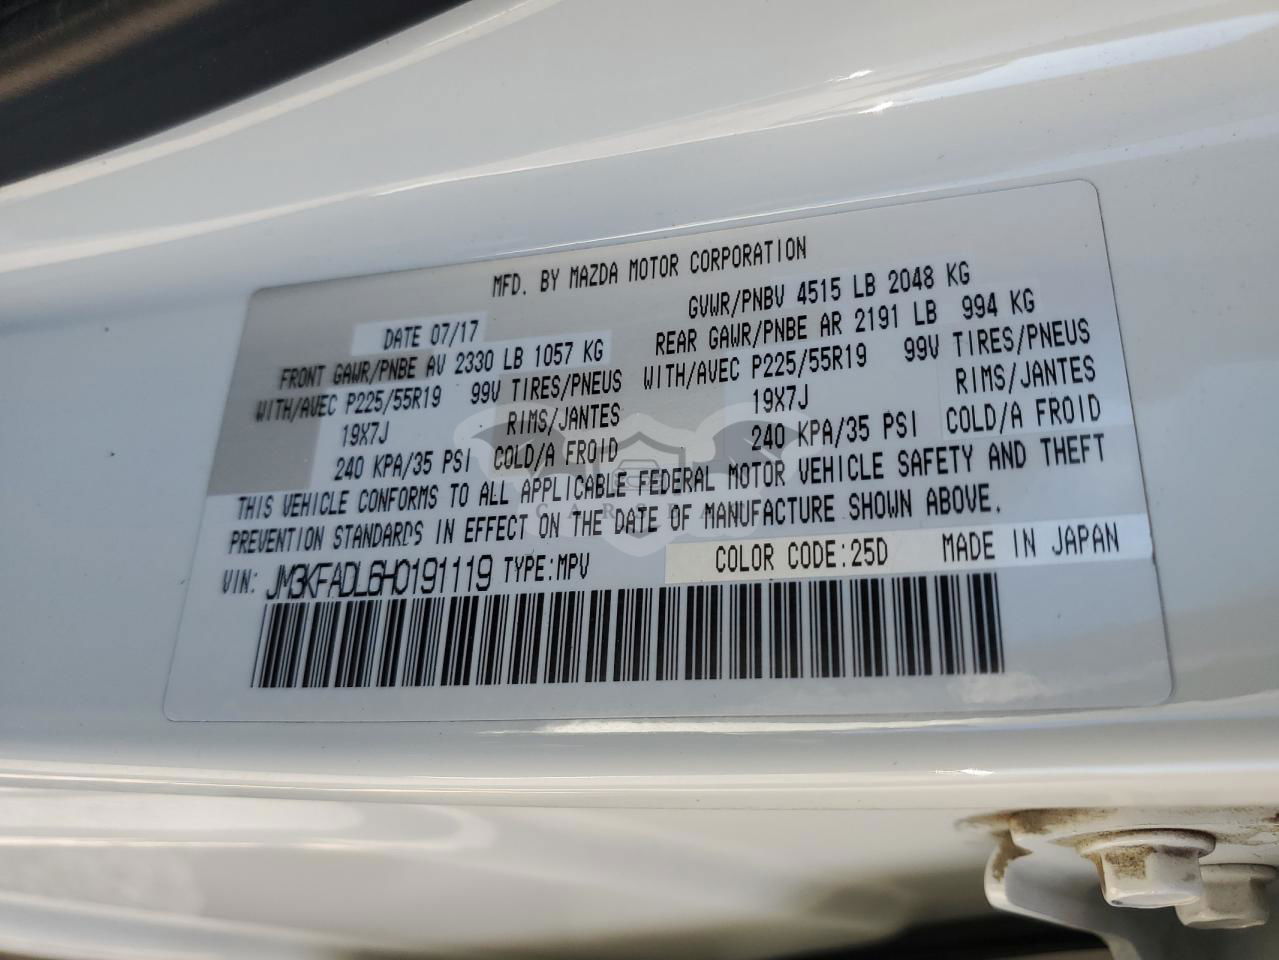 MFD. BY MAZDA MOTOR CORPORATION
DATE 07/17
GVWR/PNBV 4515 LB 2048 KG
FRONT GAWR/PNBE AV 2330 LB 1057 KG
REAR GAWR/PNBE AR 2191 LB 994 KG
WITH/AVEC P225/55R19 99V TIRES/PNEUS
WITH/AVEC P225/55R19 99V TIRES/PNEUS
19X7J RIMS/JANTES
19X7J RIMS/JANTES
240 KPA/35 PSI COLD/A FROID
240 KPA/35 PSI COLD/A FROID
THIS VEHICLE CONFORMS TO ALL APPLICABLE FEDERAL MOTOR VEHICLE SAFETY AND THEFT
PREVENTION STANDARDS IN EFFECT ON THE DATE OF MANUFACTURE SHOWN ABOVE.
VIN: JM3KFADL6H0191119 TYPE:MPV COLOR CODE:25D MADE IN JAPAN